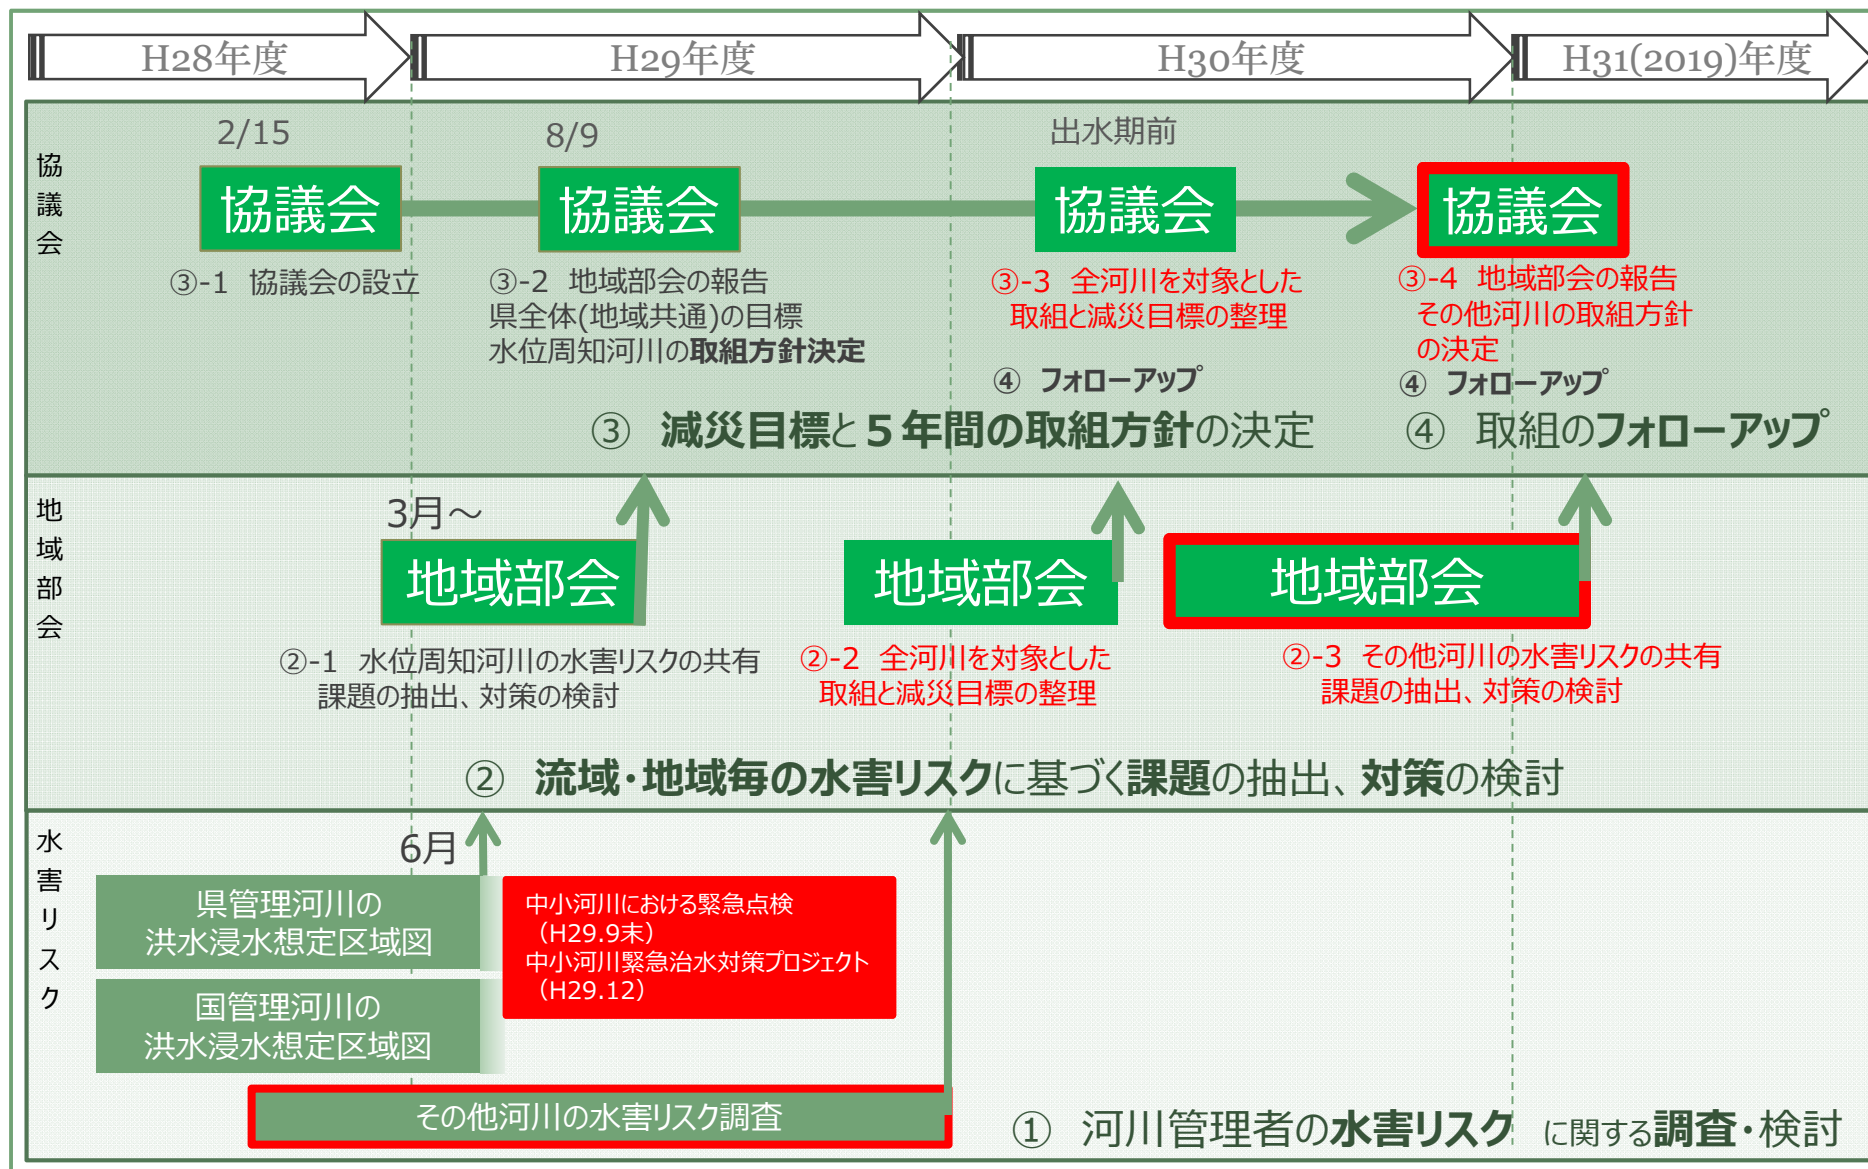 H28年度
H29年度
H30年度
H31(2019)年度
協議会
2/15
8/9
出水期前
協議会
協議会
協議会
協議会
③-1 協議会の設立
③-2 地域部会の報告
県全体(地域共通)の目標
水位周知河川の取組方針決定
③-3 全河川を対象とした
取組と減災目標の整理
④ フォローアップ
③-4 地域部会の報告
その他河川の取組方針
の決定
④ フォローアップ
③ 減災目標と5年間の取組方針の決定
④ 取組のフォローアップ
地域部会
3月～
地域部会
地域部会
地域部会
②-1 水位周知河川の水害リスクの共有
課題の抽出、対策の検討
②-2 全河川を対象とした
取組と減災目標の整理
②-3 その他河川の水害リスクの共有
課題の抽出、対策の検討
② 流域・地域毎の水害リスクに基づく課題の抽出、対策の検討
水害リスク
6月
県管理河川の
洪水浸水想定区域図
国管理河川の
洪水浸水想定区域図
中小河川における緊急点検
（H29.9末）
中小河川緊急治水対策プロジェクト
（H29.12）
その他河川の水害リスク調査
① 河川管理者の水害リスク に関する調査・検討